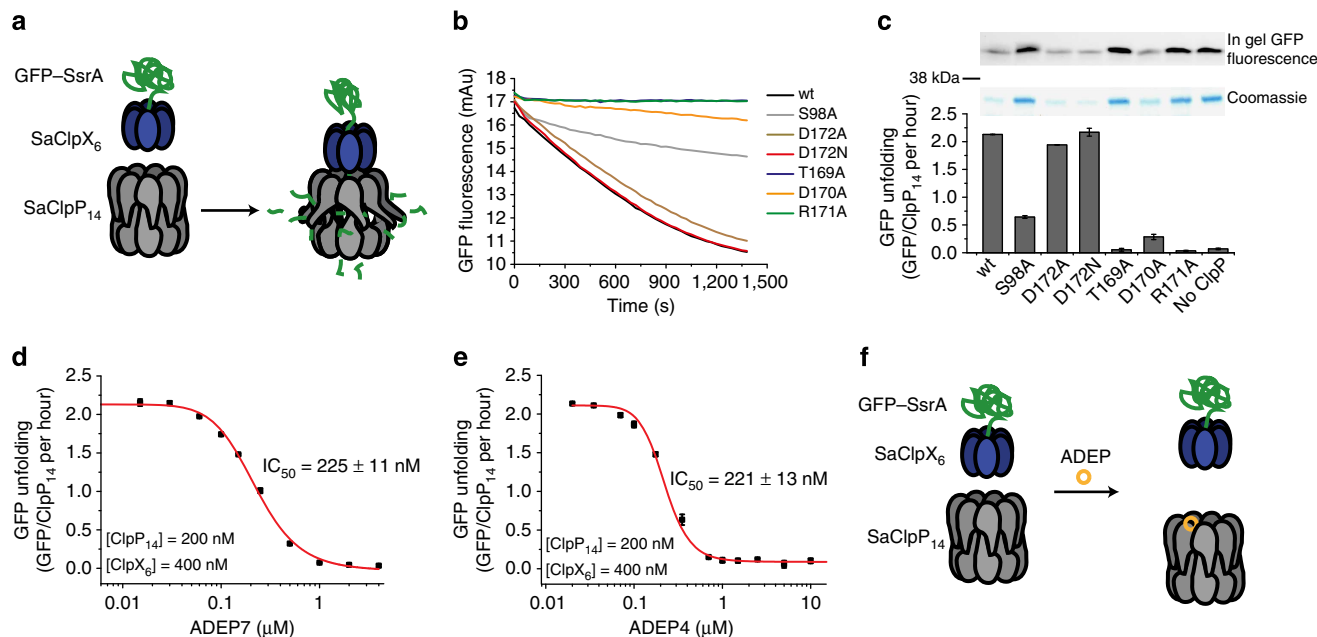 a
GFP–SsrA
SaClpX6
SaClpP14
b
GFP fluorescence (mAu)
18
17
16
15
14
13
12
11
10
0
300
600
900
1,200
1,500
Time (s)
wt
S98A
D172A
D172N
T169A
D170A
R171A
c
In gel GFP
fluorescence
38 kDa
Coomassie
GFP unfolding
(GFP/ClpP14 per hour)
2.5
2.0
1.5
1.0
0.5
0.0
wt
S98A
D172A
D172N
T169A
D170A
R171A
No ClpP
d
GFP unfolding
(GFP/ClpP14 per hour)
2.5
2.0
1.5
1.0
0.5
0.0
IC50 = 225 ± 11 nM
[ClpP14] = 200 nM
[ClpX6] = 400 nM
0.01
0.1
1
ADEP7 (μM)
e
GFP unfolding
(GFP/ClpP14 per hour)
2.5
2.0
1.5
1.0
0.5
0.0
IC50 = 221 ± 13 nM
[ClpP14] = 200 nM
[ClpX6] = 400 nM
0.01
0.1
1
10
ADEP4 (μM)
f
GFP–SsrA
SaClpX6
ADEP
SaClpP14